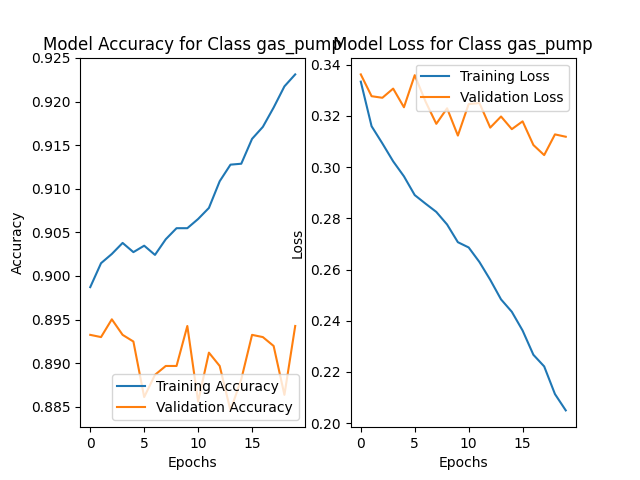 Model Accuracy for Class gas_pump
Model Loss for Class gas_pump
0.925
0.920
0.915
0.910
0.905
0.900
0.895
0.890
0.885
Accuracy
Training Accuracy
Validation Accuracy
0 5 10 15
Epochs
0.34
0.32
0.30
0.28
0.26
0.24
0.22
0.20
Loss
Training Loss
Validation Loss
0 5 10 15
Epochs